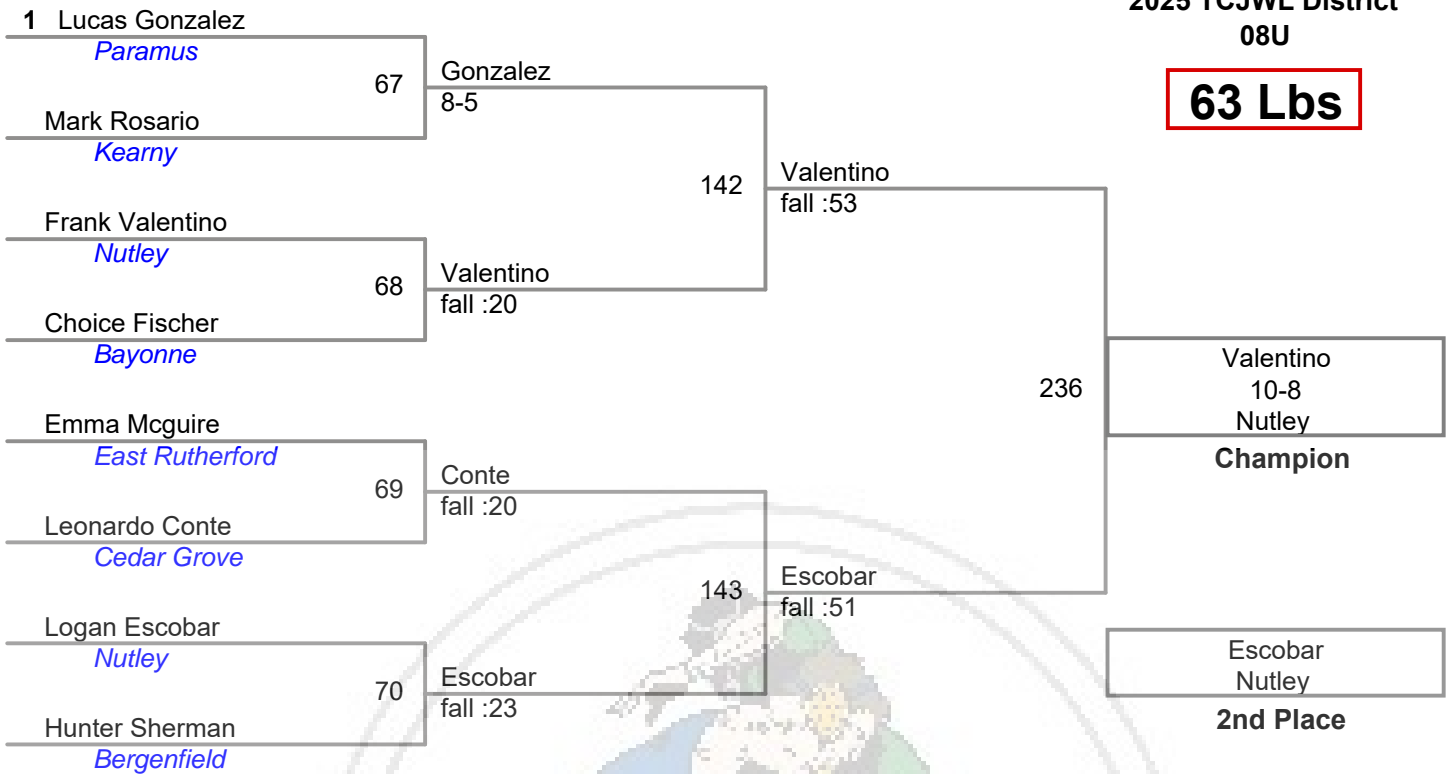 2025 TCJWL District
08U
63 Lbs
1 Lucas Gonzalez
Paramus
67
Gonzalez
8-5
Mark Rosario
Kearny
142
Valentino
fall :53
Frank Valentino
Nutley
68
Valentino
fall :20
Choice Fischer
Bayonne
236
Valentino
10-8
Nutley
Champion
Emma Mcguire
East Rutherford
69
Conte
fall :20
Leonardo Conte
Cedar Grove
143
Escobar
fall :51
Logan Escobar
Nutley
70
Escobar
fall :23
Hunter Sherman
Bergenfield
Escobar
Nutley
2nd Place